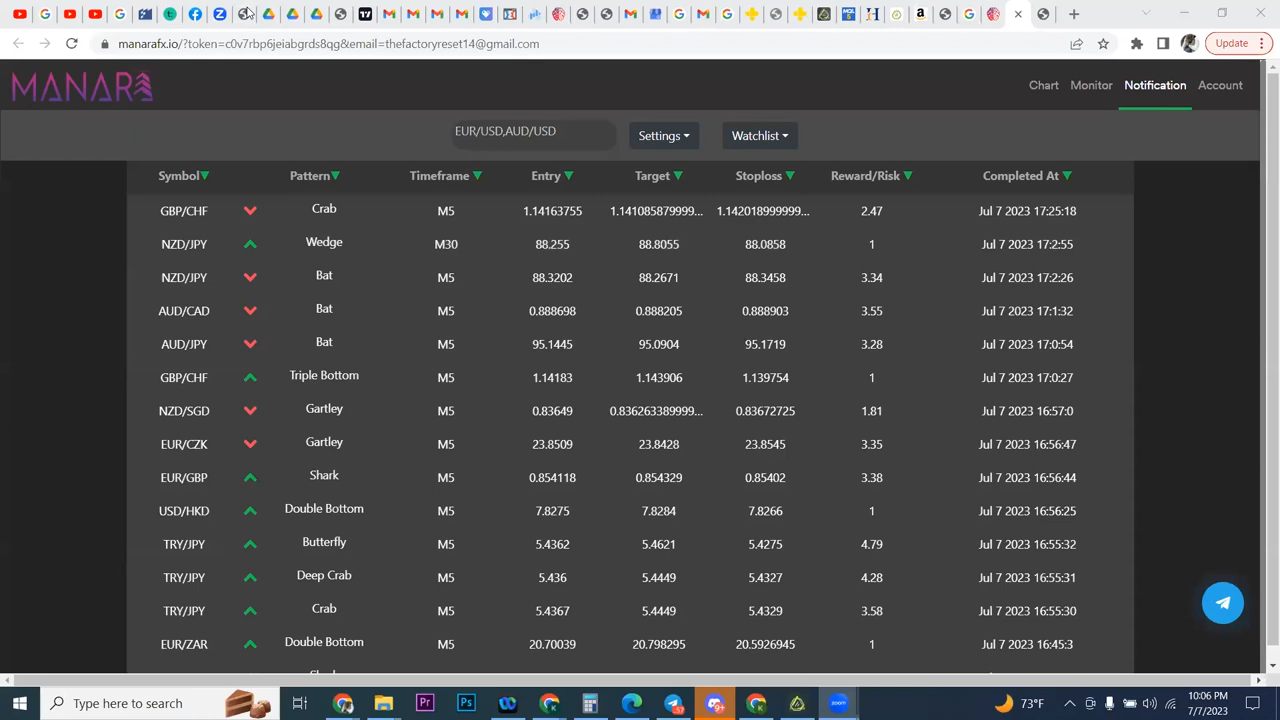 manarafx.io/?token=c0v7rbp6jeiabgrds8qg&email=thefactoryreset14@gmail.com
Update
MANARA
Chart Monitor Notification Account
EUR/USD,AUD/USD Settings Watchlist
Symbol Pattern Timeframe Entry Target Stoploss Reward/Risk Completed At
GBP/CHF Crab M5 1.14163755 1.141085879999... 1.142018999999... 2.47 Jul 7 2023 17:25:18
NZD/JPY Wedge M30 88.255 88.8055 88.0858 1 Jul 7 2023 17:2:55
NZD/JPY Bat M5 88.3202 88.2671 88.3458 3.34 Jul 7 2023 17:2:26
AUD/CAD Bat M5 0.888698 0.888205 0.888903 3.55 Jul 7 2023 17:1:32
AUD/JPY Bat M5 95.1445 95.0904 95.1719 3.28 Jul 7 2023 17:0:54
GBP/CHF Triple Bottom M5 1.14183 1.143906 1.139754 1 Jul 7 2023 17:0:27
NZD/SGD Gartley M5 0.83649 0.836263389999... 0.83672725 1.81 Jul 7 2023 16:57:0
EUR/CZK Gartley M5 23.8509 23.8428 23.8545 3.35 Jul 7 2023 16:56:47
EUR/GBP Shark M5 0.854118 0.854329 0.85402 3.38 Jul 7 2023 16:56:44
USD/HKD Double Bottom M5 7.8275 7.8284 7.8266 1 Jul 7 2023 16:56:25
TRY/JPY Butterfly M5 5.4362 5.4621 5.4275 4.79 Jul 7 2023 16:55:32
TRY/JPY Deep Crab M5 5.436 5.4449 5.4327 4.28 Jul 7 2023 16:55:31
TRY/JPY Crab M5 5.4367 5.4449 5.4329 3.58 Jul 7 2023 16:55:30
EUR/ZAR Double Bottom M5 20.70039 20.798295 20.5926945 1 Jul 7 2023 16:45:3
Type here to search
73°F
10:06 PM
7/7/2023